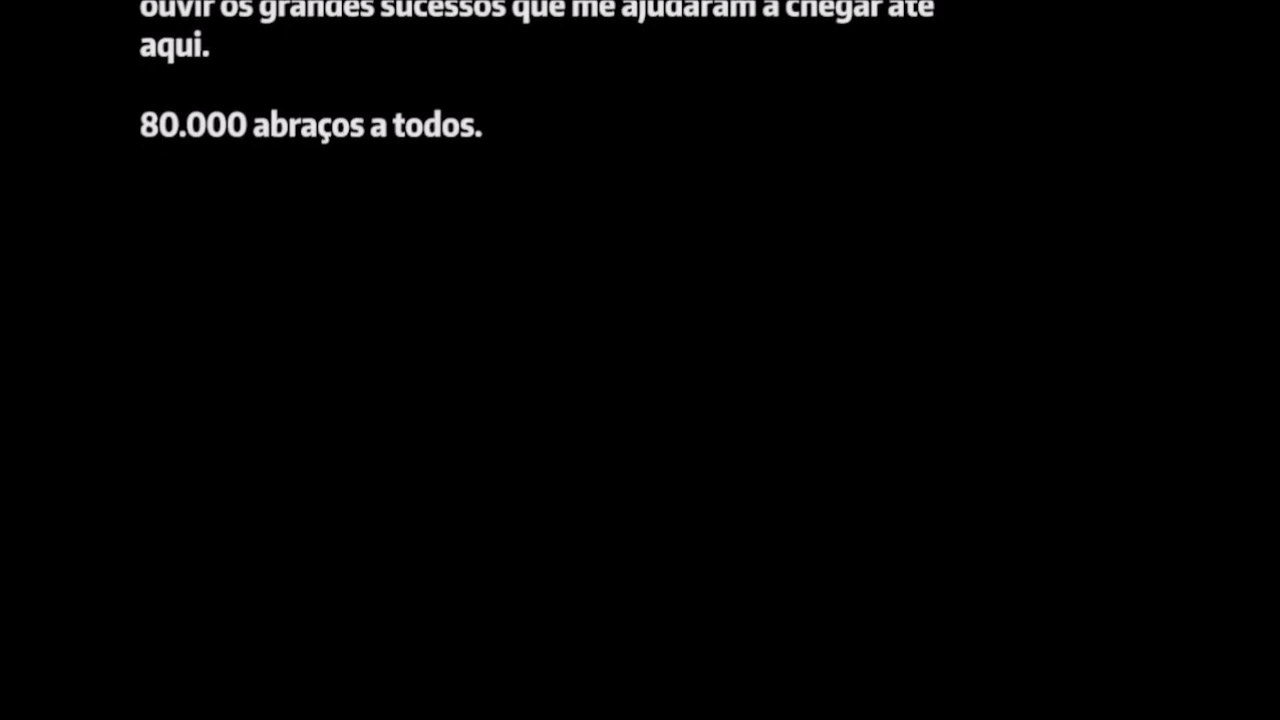 ouvir os grandes sucessos que me ajudaram a chegar até
aqui.
80.000 abraços a todos.